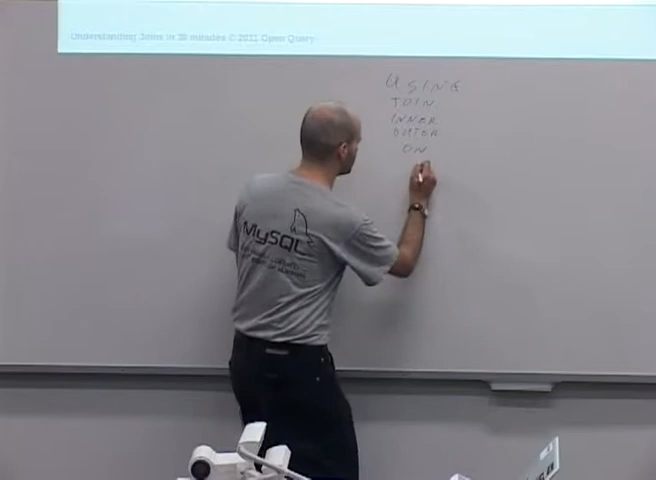 Understanding Joins in 30 minutes © 2011 Open Query
USING
JOIN
INNER
OUTER
ON
MySQL